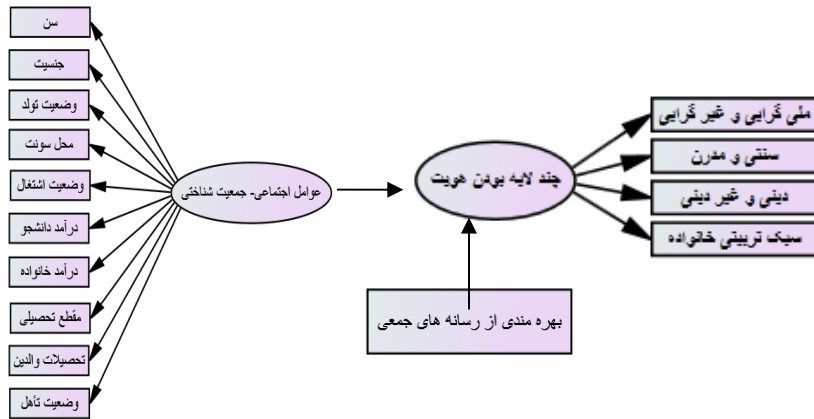 سن
جنسیت
وضعیت تولد
محل سونت
وضعیت اشتغال
درآمد دانشجو
درآمد خانواده
مقطع تحصیلی
تحصیلات والدین
وضعیت تأهل
عوامل اجتماعی- جمعیت شناختی
چند لایه بودن هویت
بهره مندی از رسانه های جمعی
ملّی گرایی و غیر گرایی
سنتی و مدرن
دینی و غیر دینی
سبک تربیتی خانواده